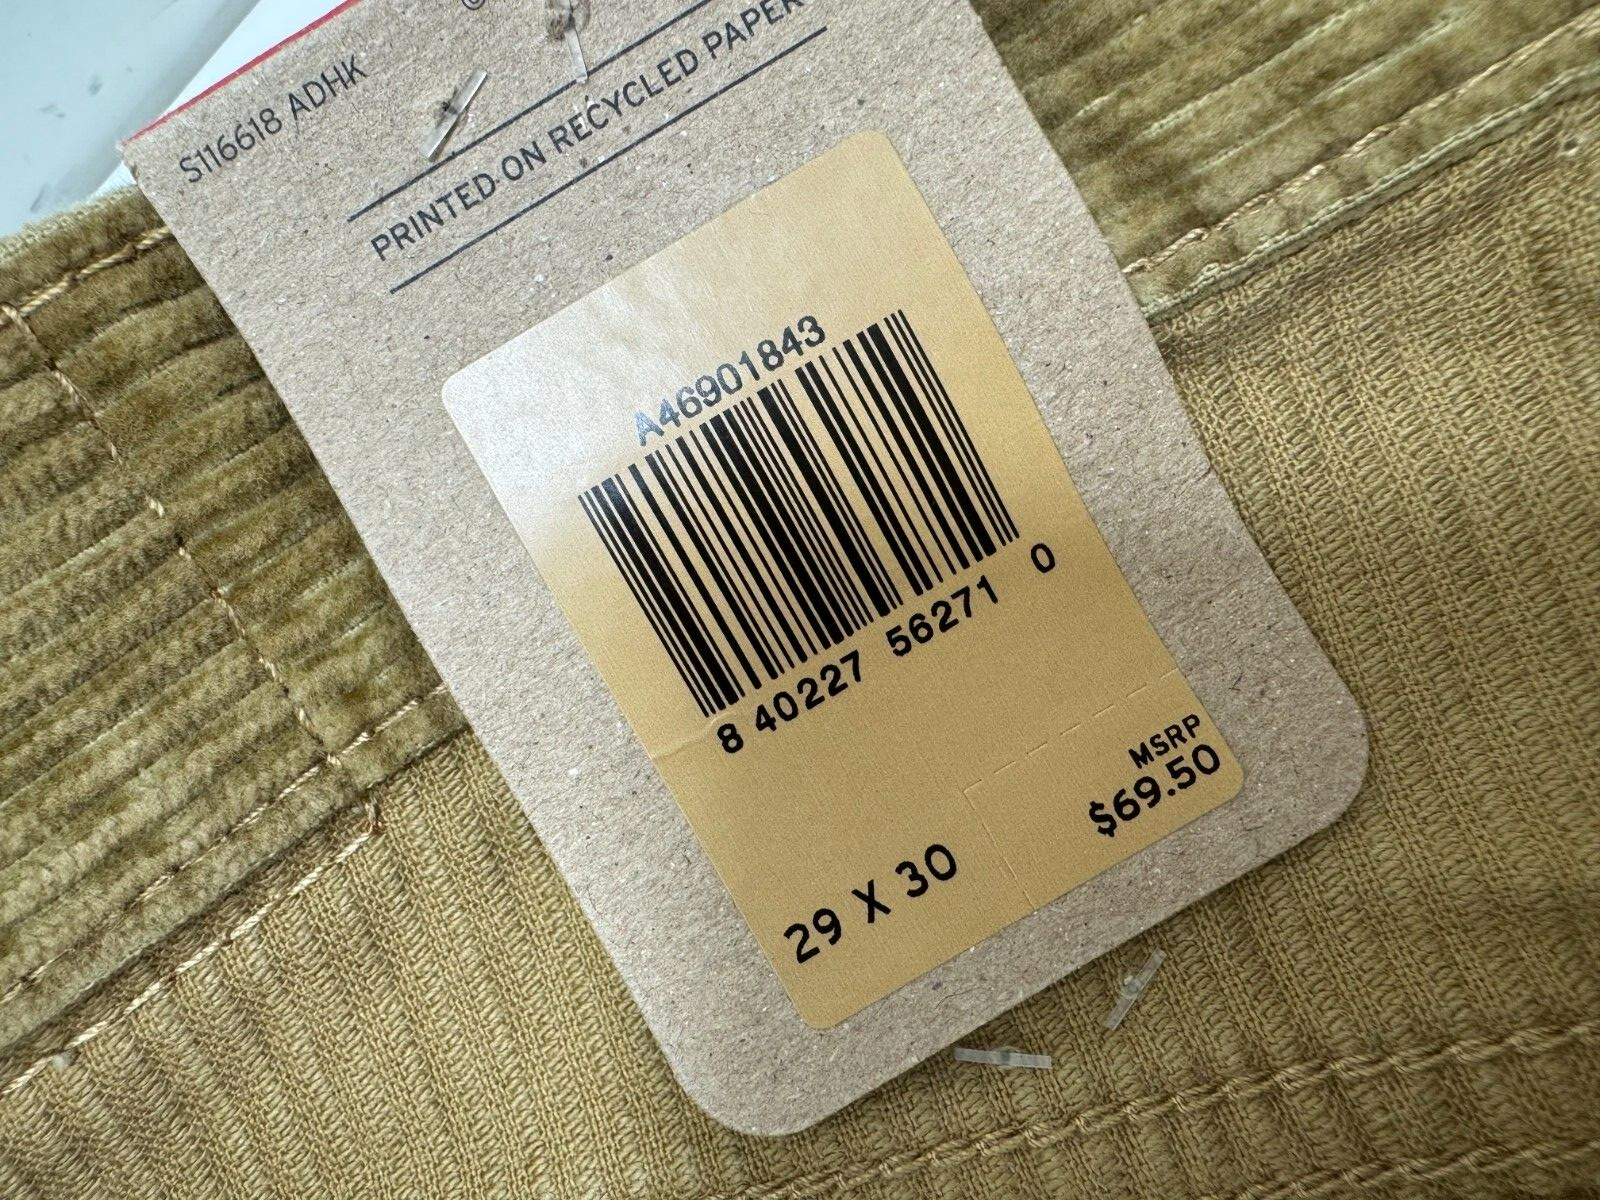 S116618 ADHK
PRINTED ON RECYCLED PAPER
A46901843
8 40227 56271 0
MSRP
$69.50
29 X 30